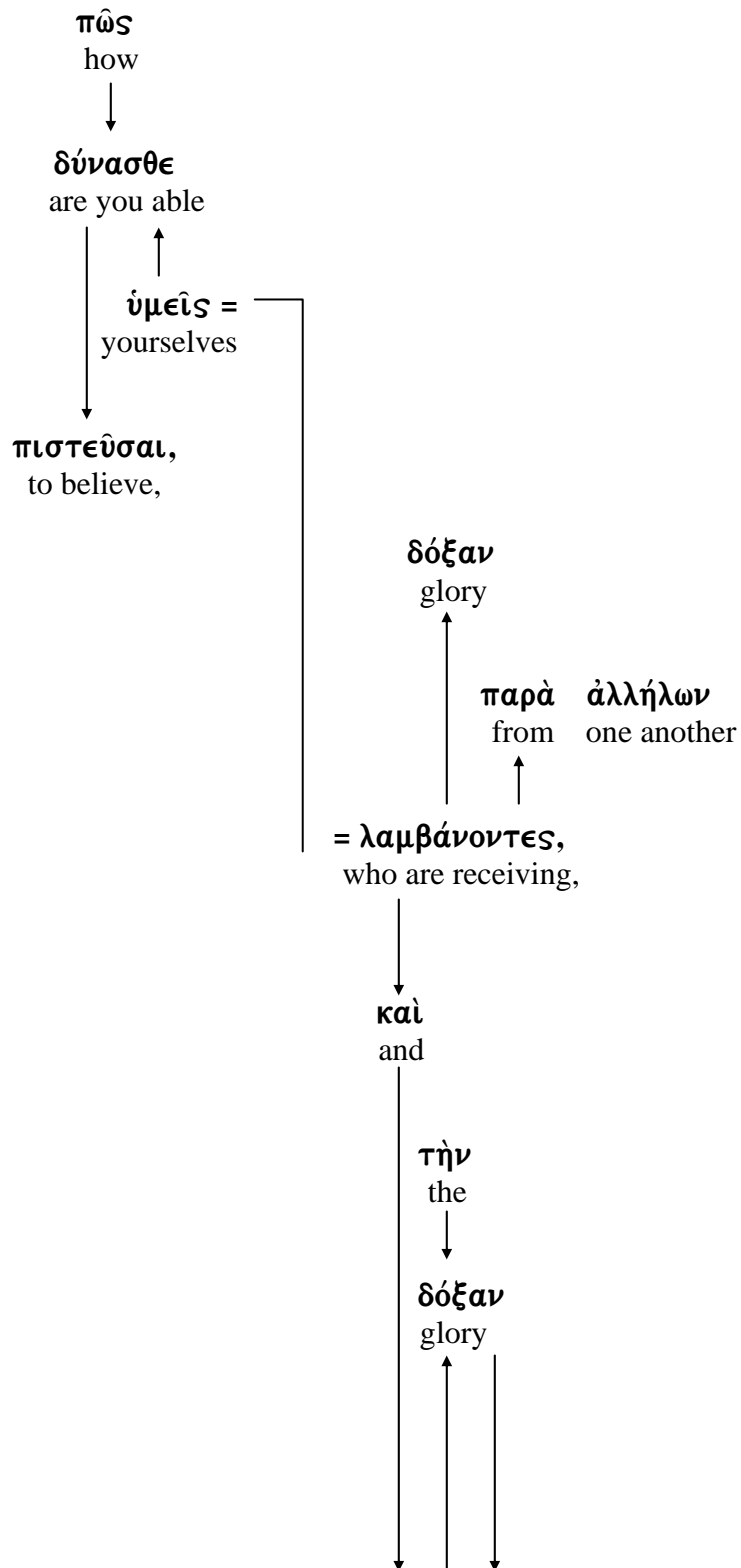 πῶς
how
δύνασθε
are you able
ὑμεῖς =
yourselves
πιστεῦσαι,
to believe,
δόξαν
glory
παρὰ ἀλλήλων
from one another
= λαμβάνοντες,
who are receiving,
καὶ
and
τὴν
the
δόξαν
glory